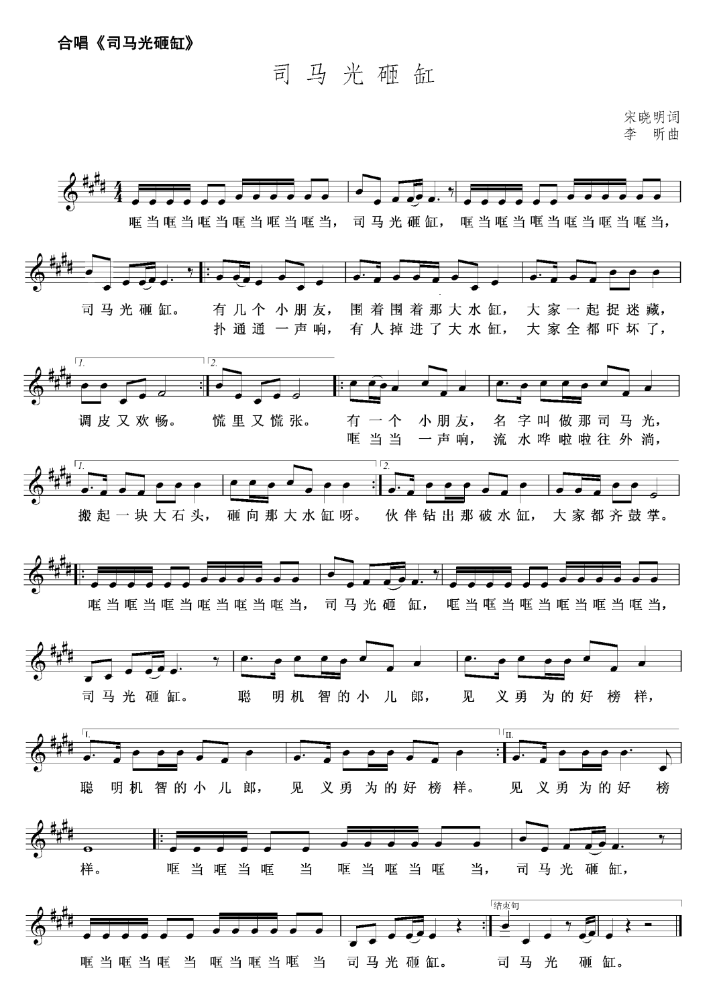 合唱《司马光砸缸》
司马光砸缸
宋晓明词
李 昕曲
4
4
哐当哐当哐当哐当哐当哐当，司马光砸缸，哐当哐当哐当哐当哐当哐当，
司马光砸缸。有几个小朋友，围着围着那大水缸，大家一起捉迷藏，
扑通通一声响，有人掉进了大水缸，大家全都吓坏了，
1. 2.
调皮又欢畅。慌里又慌张。有一个小朋友，名字叫做那司马光，
哐当当一声响，流水哗啦啦往外淌，
1. 2.
搬起一块大石头，砸向那大水缸呀。伙伴钻出那破水缸，大家都齐鼓掌。
哐当哐当哐当哐当哐当哐当，司马光砸缸，哐当哐当哐当哐当哐当哐当，
司马光砸缸。聪明机智的小儿郎，见义勇为的好榜样，
I. II.
聪明机智的小儿郎，见义勇为的好榜样。见义勇为的好榜
样。哐当哐当哐当哐当哐当哐当，司马光砸缸，
结束句
哐当哐当哐当哐当哐当哐当 司马光砸缸。司马光砸缸。